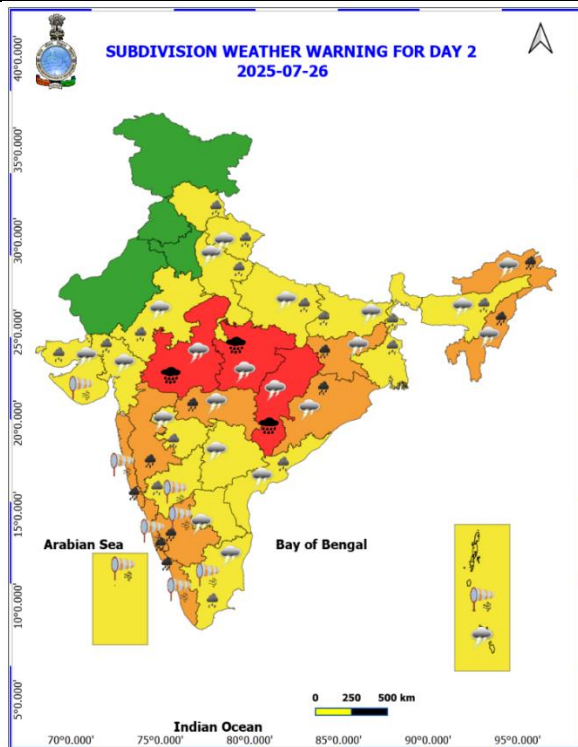 SUBDIVISION WEATHER WARNING FOR DAY 2
2025-07-26
40°0.000'
35°0.000'
30°0.000'
25°0.000'
20°0.000'
15°0.000'
10°0.000'
5°0.000'
Arabian Sea
Bay of Bengal
0 250 500 km
Indian Ocean
70°0.000' 75°0.000' 80°0.000' 85°0.000' 90°0.000' 95°0.000'